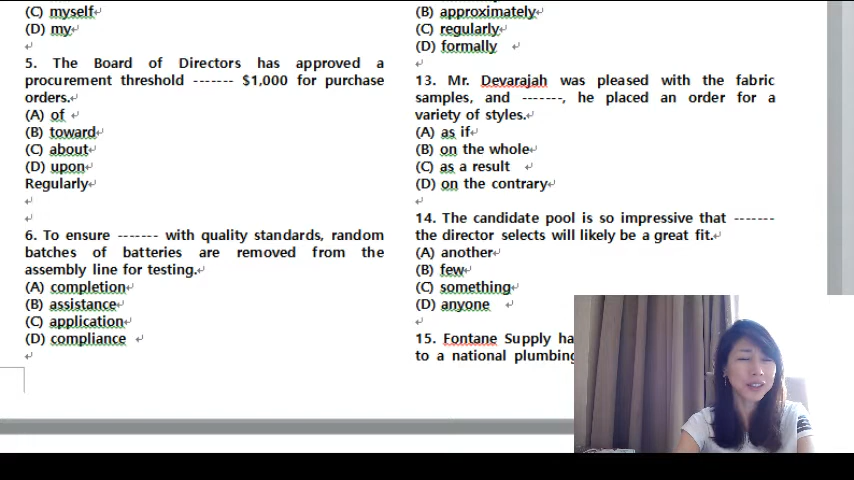 (C) myself
(D) my
5. The Board of Directors has approved a
procurement threshold ------- $1,000 for purchase
orders.
(A) of
(B) toward
(C) about
(D) upon
Regularly
6. To ensure ------- with quality standards, random
batches of batteries are removed from the
assembly line for testing.
(A) completion
(B) assistance
(C) application
(D) compliance
(B) approximately
(C) regularly
(D) formally
13. Mr. Devarajah was pleased with the fabric
samples, and -------, he placed an order for a
variety of styles.
(A) as if
(B) on the whole
(C) as a result
(D) on the contrary
14. The candidate pool is so impressive that -------
the director selects will likely be a great fit.
(A) another
(B) few
(C) something
(D) anyone
15. Fontane Supply ha
to a national plumbing